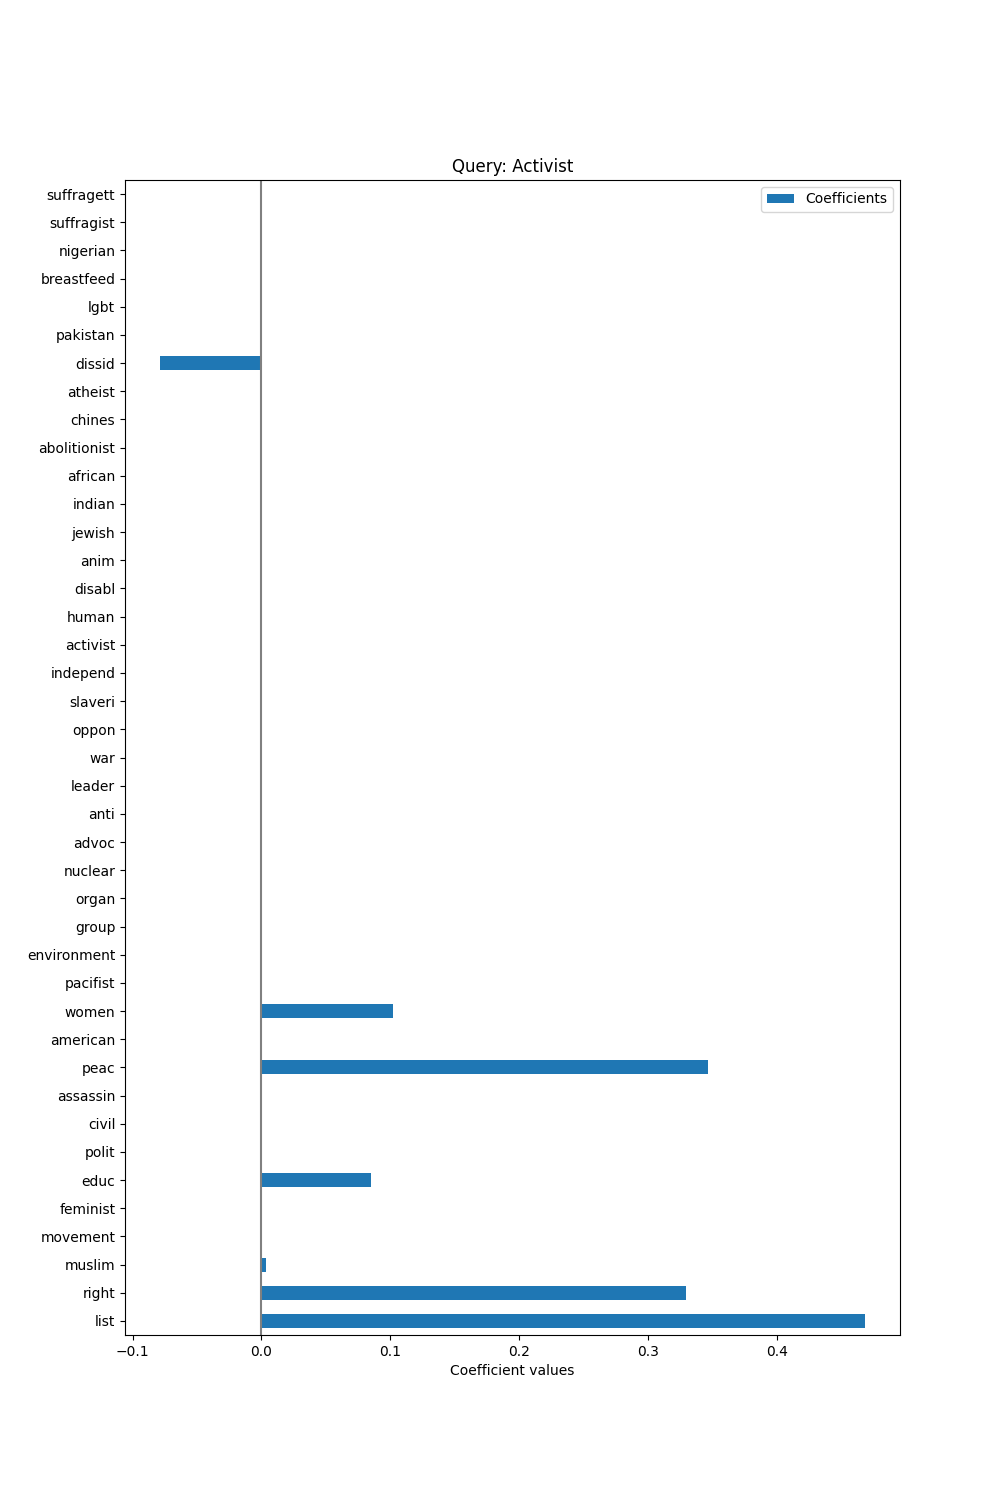 Query: Activist
Coefficients
suffragett
suffragist
nigerian
breastfeed
lgbt
pakistan
dissid
atheist
chines
abolitionist
african
indian
jewish
anim
disabl
human
activist
independ
slaveri
oppon
war
leader
anti
advoc
nuclear
organ
group
environment
pacifist
women
american
peac
assassin
civil
polit
educ
feminist
movement
muslim
right
list
−0.1 0.0 0.1 0.2 0.3 0.4
Coefficient values